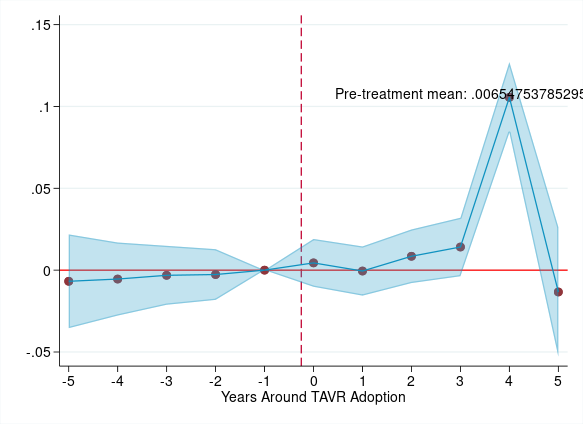 .15
Pre-treatment mean: .00654753785295
.1
.05
0
-.05
-5 -4 -3 -2 -1 0 1 2 3 4 5
Years Around TAVR Adoption